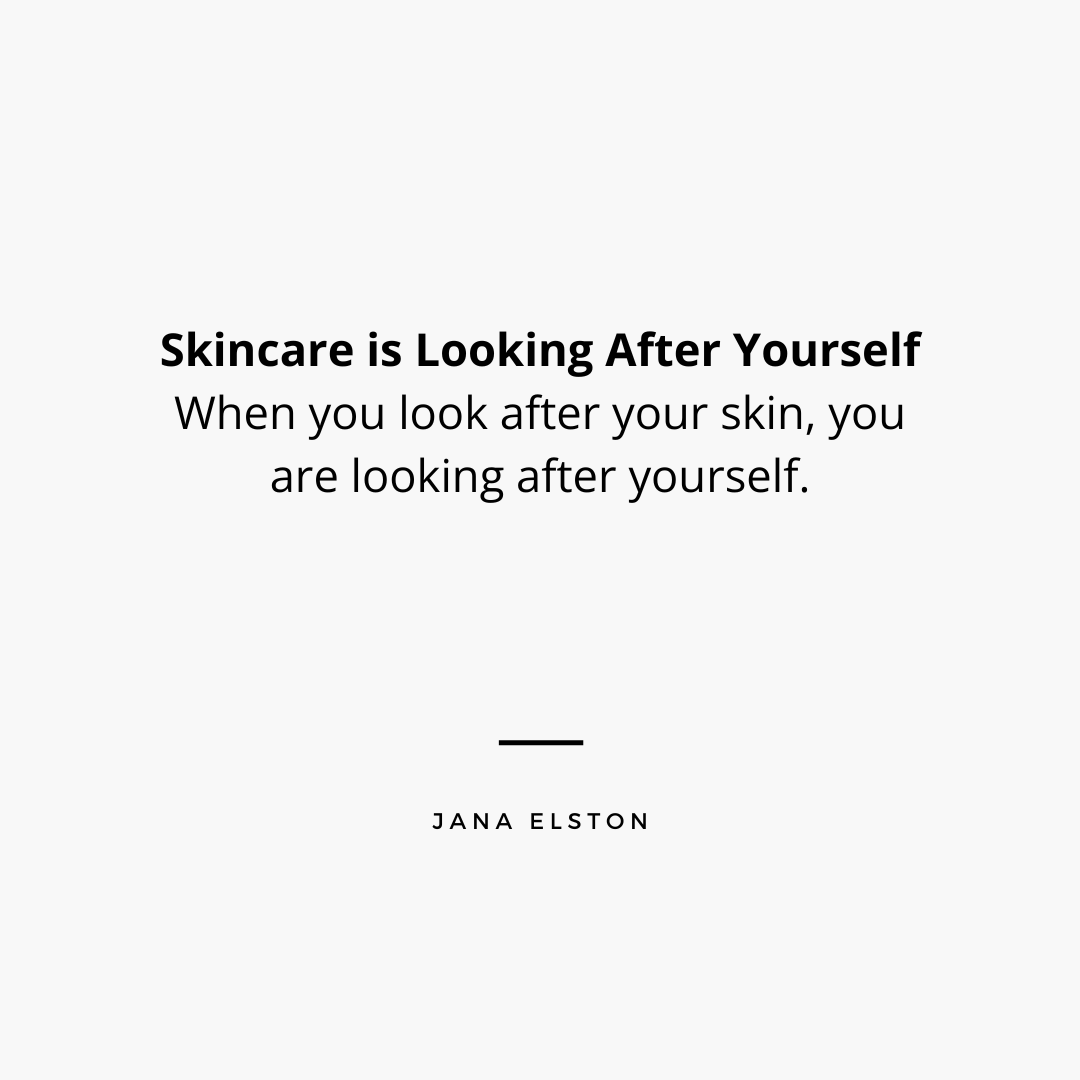 Skincare is Looking After Yourself
When you look after your skin, you
are looking after yourself.
JANA ELSTON